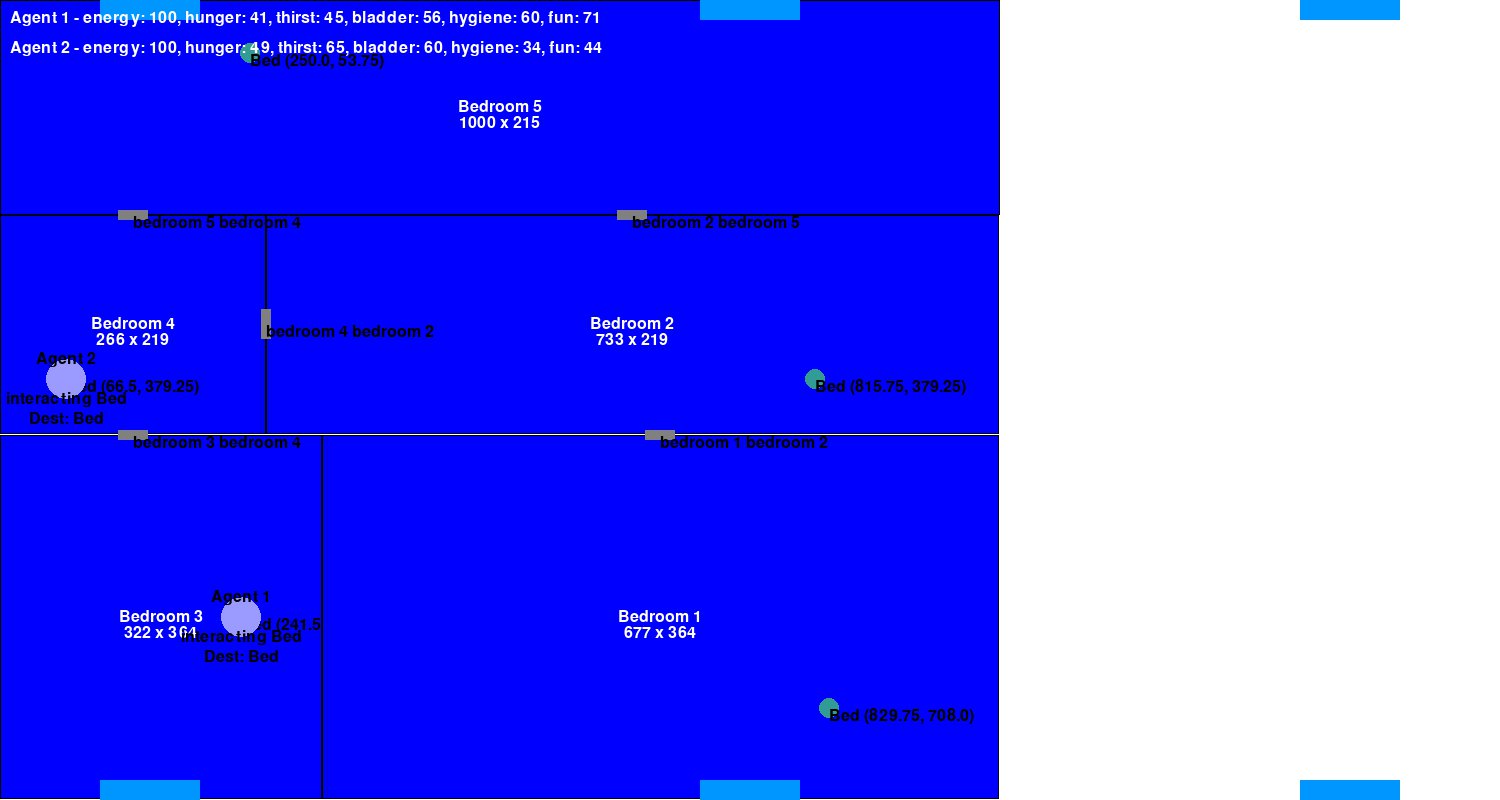 Agent 1 - energy: 100, hunger: 41, thirst: 45, bladder: 56, hygiene: 60, fun: 71
Agent 2 - energy: 100, hunger: 49, thirst: 65, bladder: 60, hygiene: 34, fun: 44
Bed (250.0, 53.75)
Bedroom 5
1000 x 215
bedroom 5 bedroom 4
bedroom 2 bedroom 5
Bedroom 4
266 x 219
bedroom 4 bedroom 2
Bedroom 2
733 x 219
Agent 2
(66.5, 379.25)
interacting Bed
Dest: Bed
Bed (815.75, 379.25)
bedroom 3 bedroom 4
bedroom 1 bedroom 2
Agent 1
Bedroom 3
322 x 364
(241.5
interacting Bed
Dest: Bed
Bedroom 1
677 x 364
Bed (829.75, 708.0)